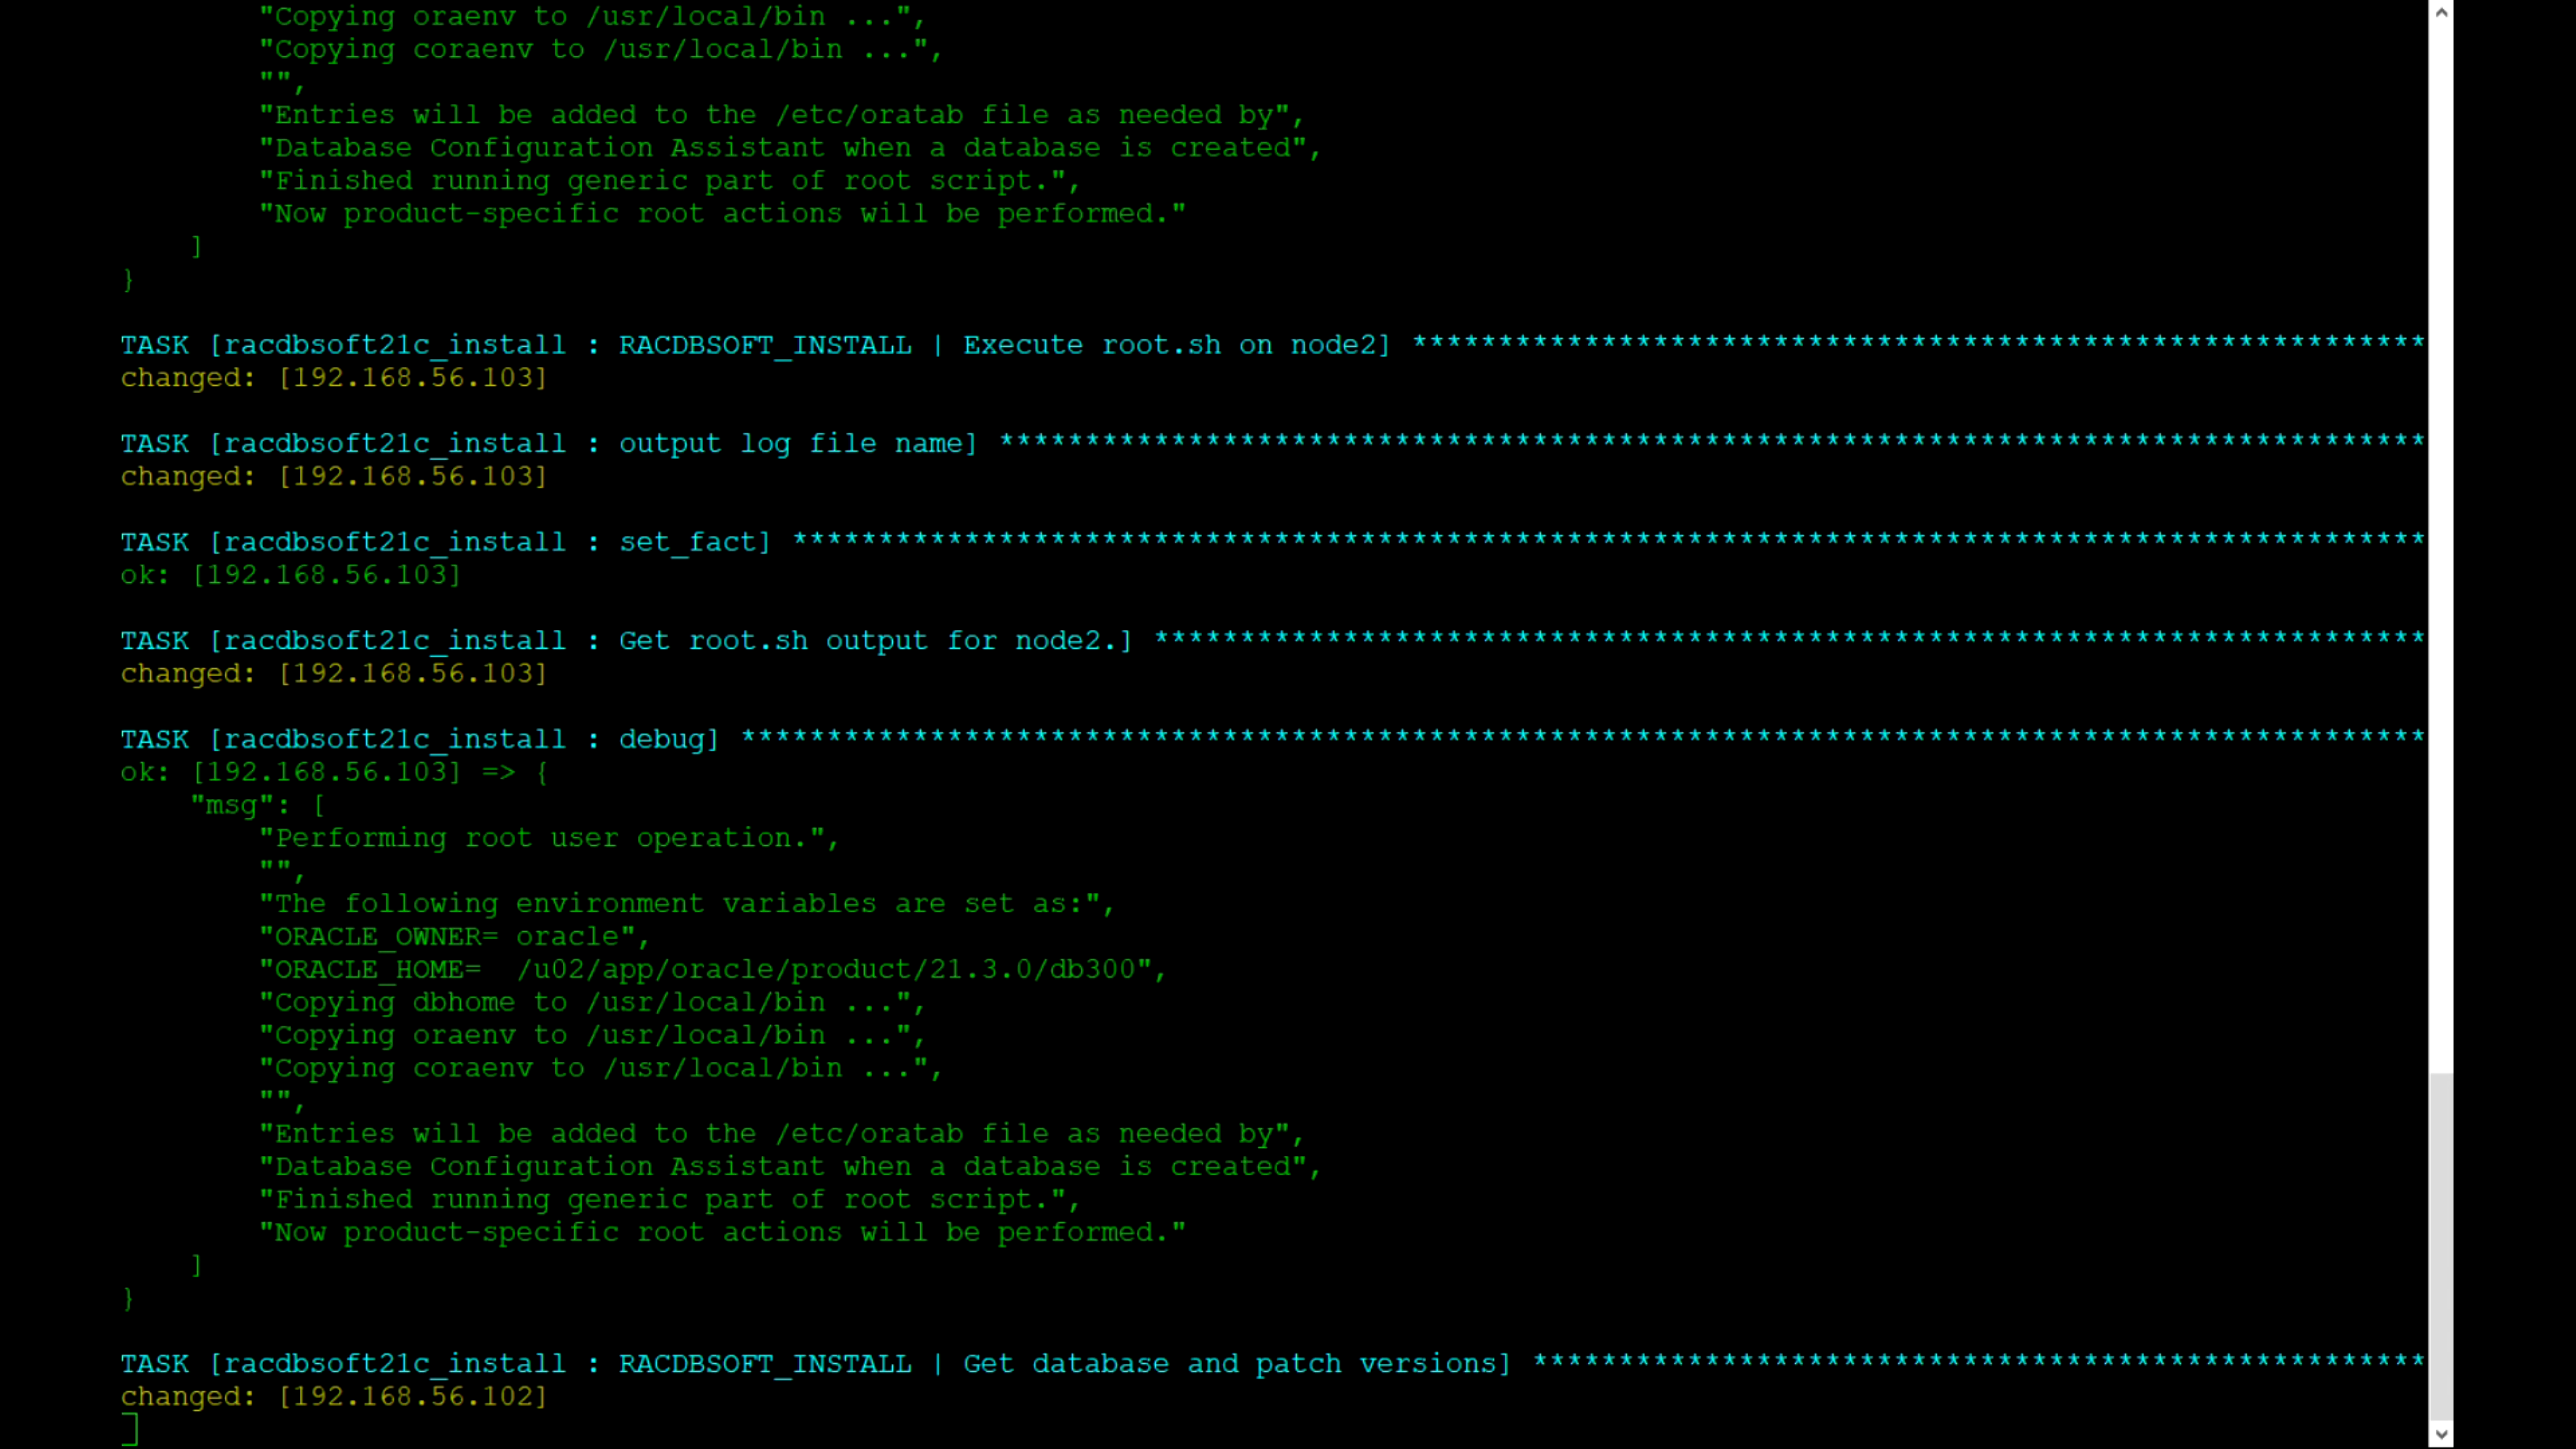 "Copying oraenv to /usr/local/bin ...",
"Copying coraenv to /usr/local/bin ...",
"",
"Entries will be added to the /etc/oratab file as needed by",
"Database Configuration Assistant when a database is created",
"Finished running generic part of root script.",
"Now product-specific root actions will be performed."
]
}
TASK [racdbsoft21c_install : RACDBSOFT_INSTALL | Execute root.sh on node2] ***********************************************************
changed: [192.168.56.103]
TASK [racdbsoft21c_install : output log file name] ***********************************************************************************
changed: [192.168.56.103]
TASK [racdbsoft21c_install : set_fact] ***********************************************************************************************
ok: [192.168.56.103]
TASK [racdbsoft21c_install : Get root.sh output for node2.] **************************************************************************
changed: [192.168.56.103]
TASK [racdbsoft21c_install : debug] **************************************************************************************************
ok: [192.168.56.103] => {
"msg": [
"Performing root user operation.",
"",
"The following environment variables are set as:",
"ORACLE_OWNER= oracle",
"ORACLE_HOME=  /u02/app/oracle/product/21.3.0/db300",
"Copying dbhome to /usr/local/bin ...",
"Copying oraenv to /usr/local/bin ...",
"Copying coraenv to /usr/local/bin ...",
"",
"Entries will be added to the /etc/oratab file as needed by",
"Database Configuration Assistant when a database is created",
"Finished running generic part of root script.",
"Now product-specific root actions will be performed."
]
}
TASK [racdbsoft21c_install : RACDBSOFT_INSTALL | Get database and patch versions] ****************************************************
changed: [192.168.56.102]